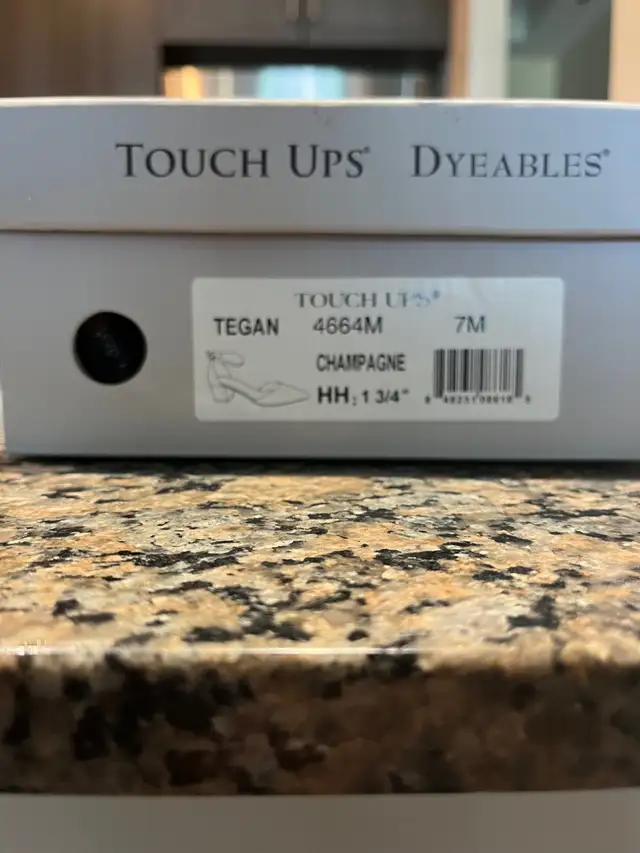 TOUCH UPS® DYEABLES®
TOUCH UPS®
TEGAN 4664M 7M
CHAMPAGNE
HH: 1 3/4"